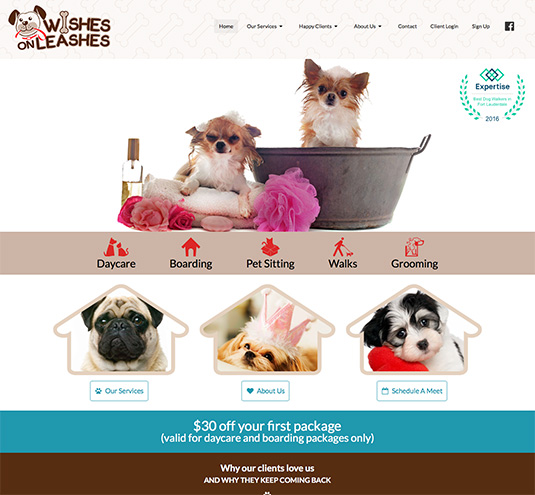 WISHES
ON LEASHES
Home Our Services Happy Clients About Us Contact Client Login Sign Up
Expertise
Best Dog Walkers in
Fort Lauderdale
2016
Daycare Boarding Pet Sitting Walks Grooming
Our Services About Us Schedule A Meet
$30 off your first package
(valid for daycare and boarding packages only)
Why our clients love us
AND WHY THEY KEEP COMING BACK